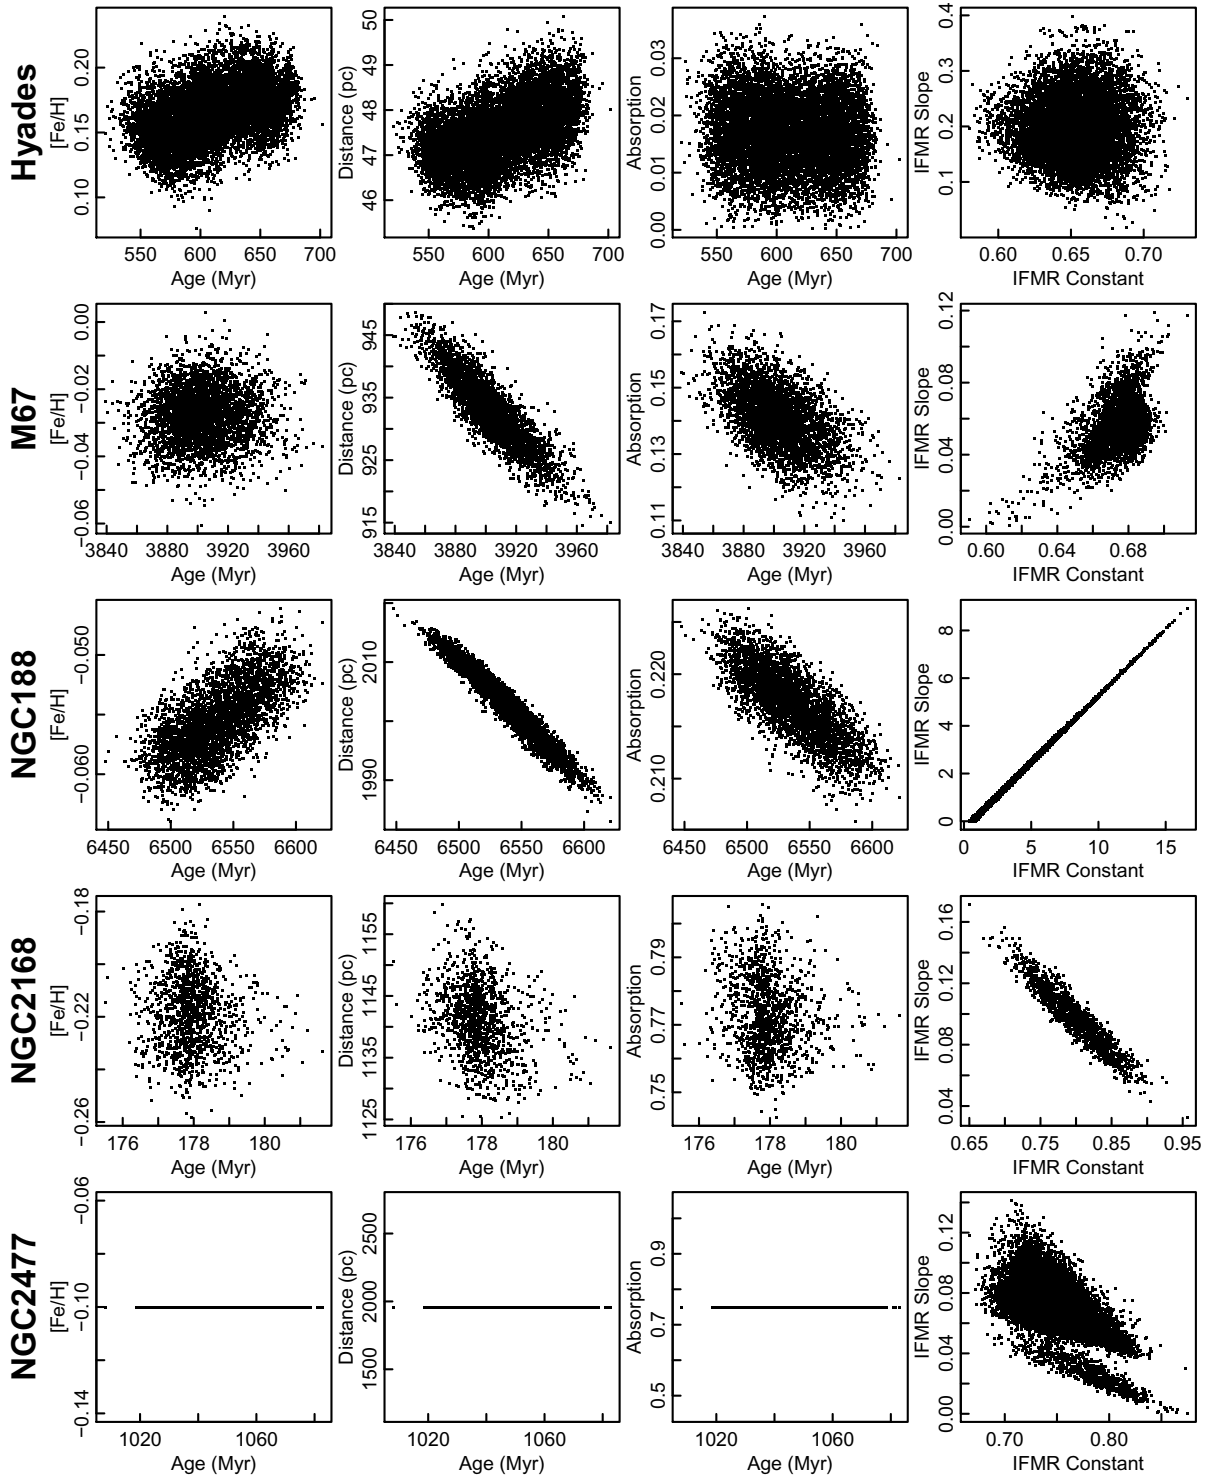 Hyades
[Fe/H]
0.10 0.15 0.20
550 600 650 700
Age (Myr)
Distance (pc)
46 47 48 49 50
550 600 650 700
Age (Myr)
Absorption
0.00 0.01 0.02 0.03
550 600 650 700
Age (Myr)
IFMR Slope
0.1 0.2 0.3 0.4
0.60 0.65 0.70
IFMR Constant
M67
[Fe/H]
−0.06 −0.04 −0.02 0.00
3840 3880 3920 3960
Age (Myr)
Distance (pc)
915 925 935 945
3840 3880 3920 3960
Age (Myr)
Absorption
0.11 0.13 0.15 0.17
3840 3880 3920 3960
Age (Myr)
IFMR Slope
0.00 0.04 0.08 0.12
0.60 0.64 0.68
IFMR Constant
NGC188
[Fe/H]
−0.060 −0.050
6450 6500 6550 6600
Age (Myr)
Distance (pc)
1990 2010
6450 6500 6550 6600
Age (Myr)
Absorption
0.210 0.220
6450 6500 6550 6600
Age (Myr)
IFMR Slope
0 2 4 6 8
0 5 10 15
IFMR Constant
NGC2168
[Fe/H]
−0.26 −0.22 −0.18
176 178 180
Age (Myr)
Distance (pc)
1125 1135 1145 1155
176 178 180
Age (Myr)
Absorption
0.75 0.77 0.79
176 178 180
Age (Myr)
IFMR Slope
0.04 0.08 0.12 0.16
0.65 0.75 0.85 0.95
IFMR Constant
NGC2477
[Fe/H]
−0.14 −0.10 −0.06
1020 1060
Age (Myr)
Distance (pc)
1500 2000 2500
1020 1060
Age (Myr)
Absorption
0.5 0.7 0.9
1020 1060
Age (Myr)
IFMR Slope
0.00 0.04 0.08 0.12
0.70 0.80
IFMR Constant